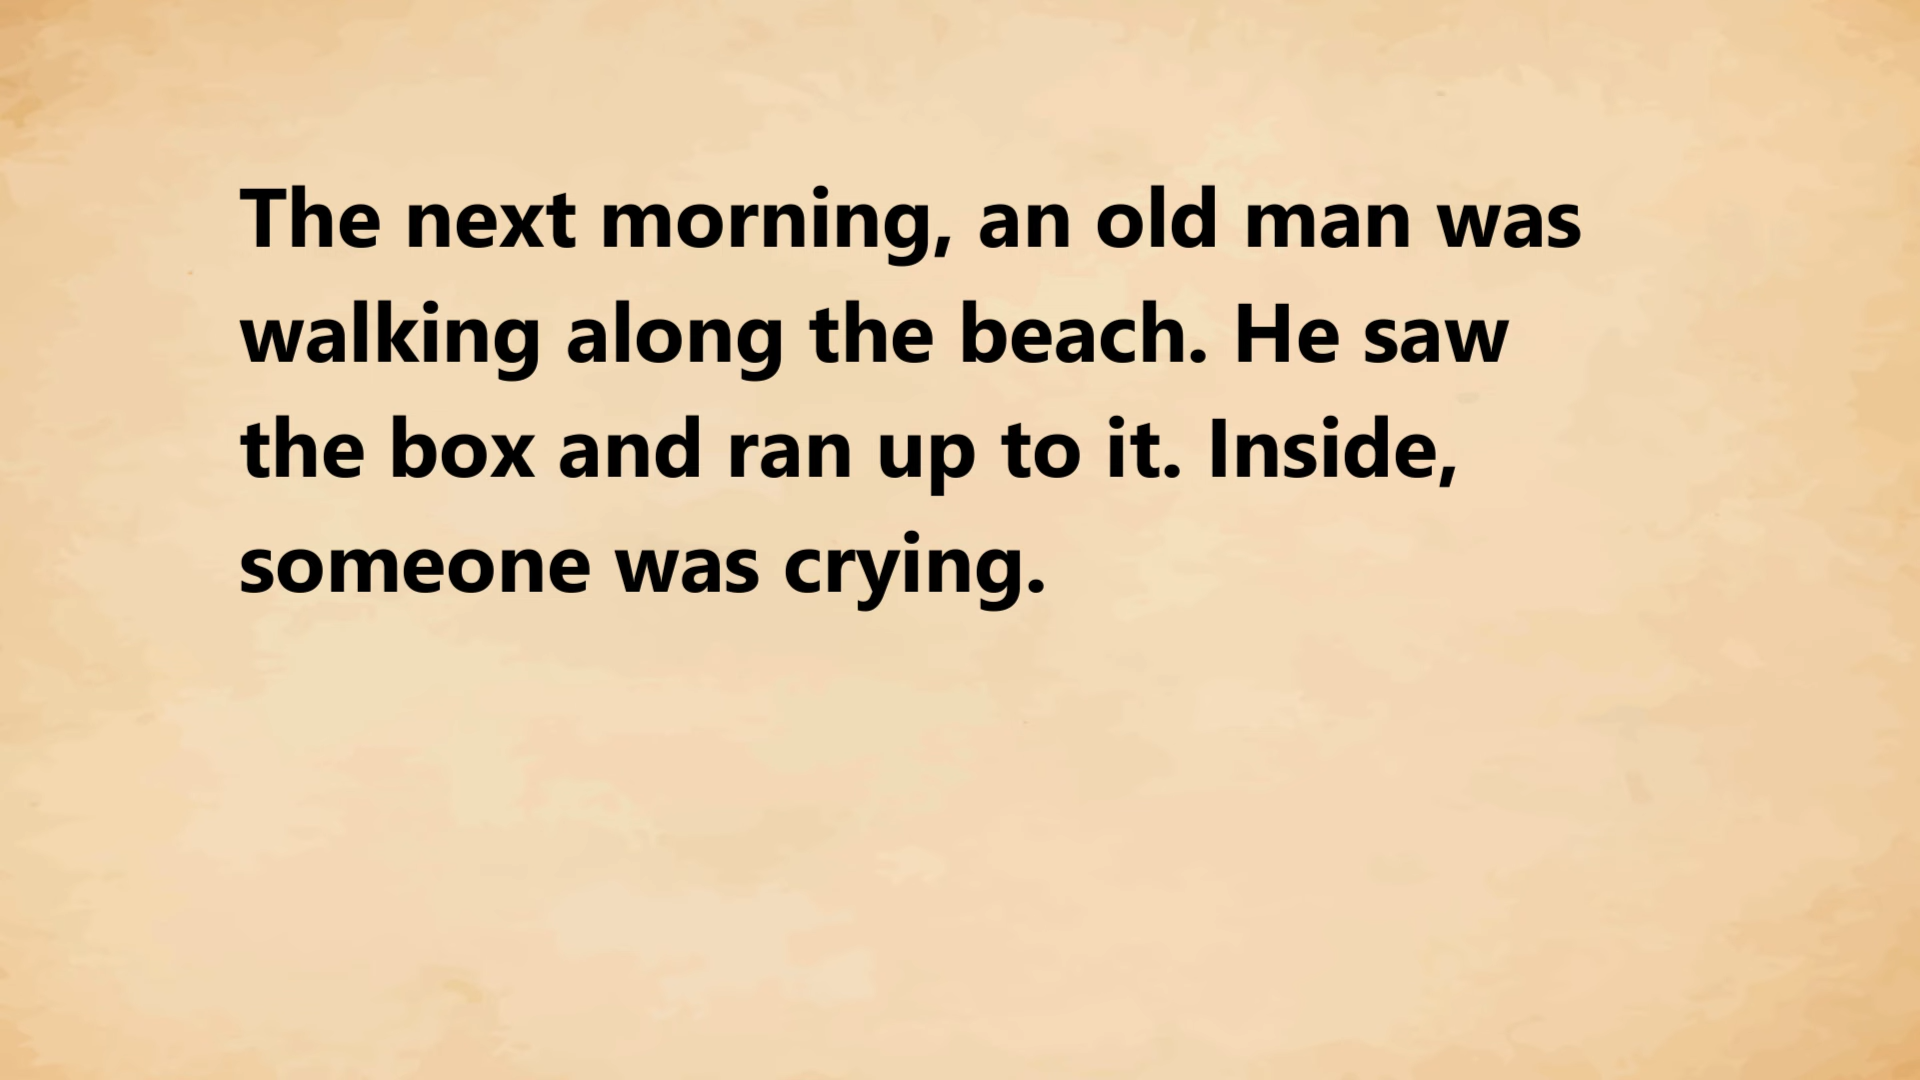 The next morning, an old man was
walking along the beach. He saw
the box and ran up to it. Inside,
someone was crying.